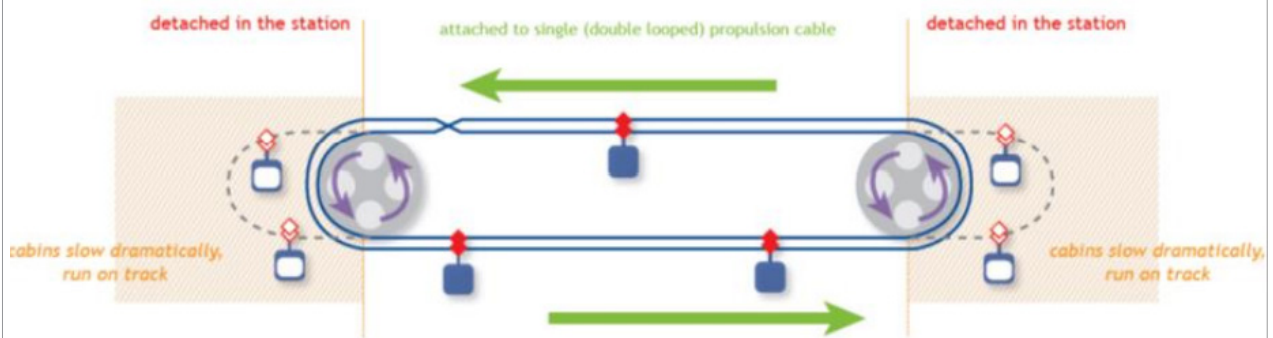 detached in the station
attached to single (double looped) propulsion cable
detached in the station
cabins slow dramatically,
run on track
cabins slow dramatically,
run on track